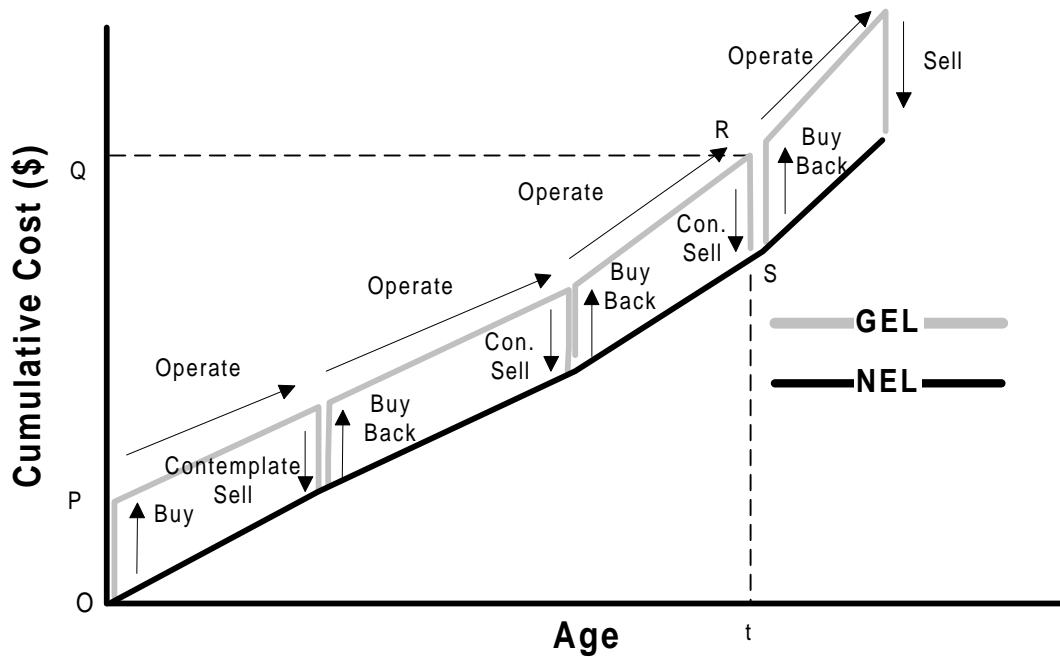 Cumulative Cost ($)
Operate
Sell
R
Q
Buy
Back
Operate
Con.
Sell
S
Operate
Buy
Back
GEL
Con.
Sell
NEL
Operate
Buy
Back
Contemplate
Sell
P
Buy
O
Age
t